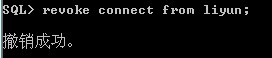 SQL> revoke connect from liyun;
撤销成功。